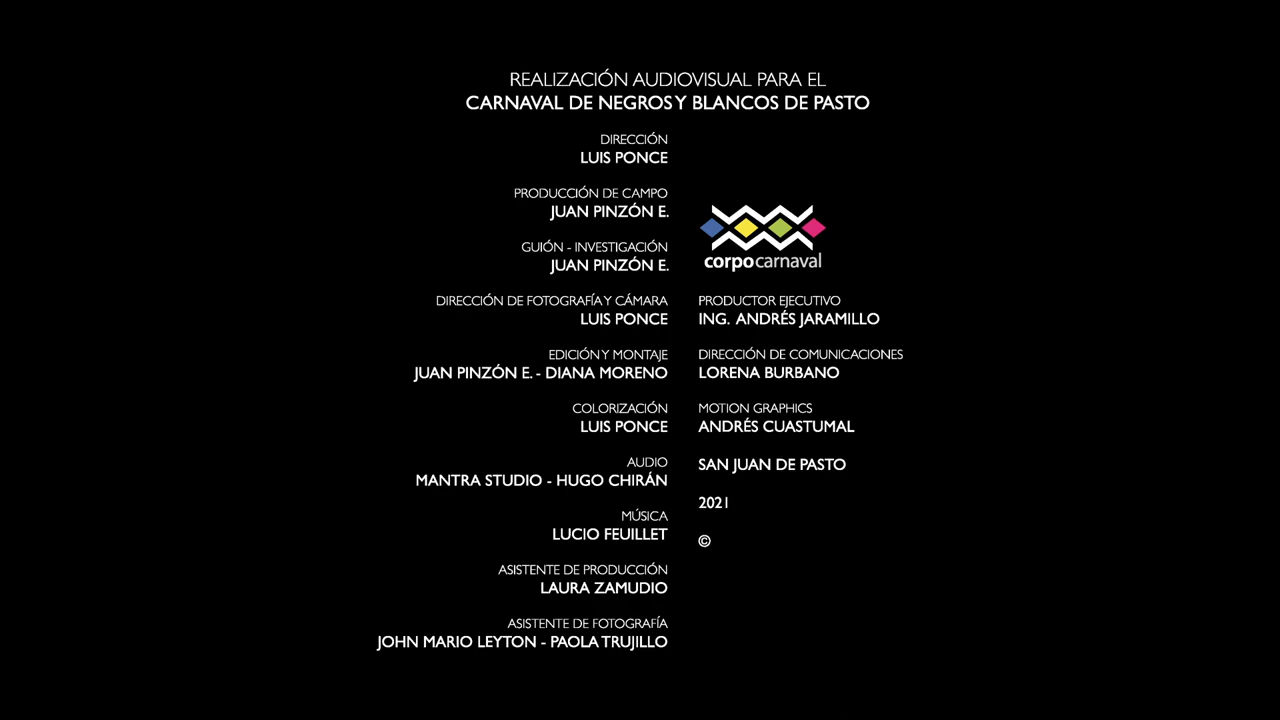 REALIZACIÓN AUDIOVISUAL PARA EL
CARNAVAL DE NEGROS Y BLANCOS DE PASTO
DIRECCIÓN
LUIS PONCE
PRODUCCIÓN DE CAMPO
JUAN PINZÓN E.
GUIÓN - INVESTIGACIÓN
JUAN PINZÓN E.
DIRECCIÓN DE FOTOGRAFÍA Y CÁMARA
LUIS PONCE
EDICIÓN Y MONTAJE
JUAN PINZÓN E. - DIANA MORENO
COLORIZACIÓN
LUIS PONCE
AUDIO
MANTRA STUDIO - HUGO CHIRÁN
MÚSICA
LUCIO FEUILLET
ASISTENTE DE PRODUCCIÓN
LAURA ZAMUDIO
ASISTENTE DE FOTOGRAFÍA
JOHN MARIO LEYTON - PAOLA TRUJILLO
corpocarnaval
PRODUCTOR EJECUTIVO
ING. ANDRÉS JARAMILLO
DIRECCIÓN DE COMUNICACIONES
LORENA BURBANO
MOTION GRAPHICS
ANDRÉS CUASTUMAL
SAN JUAN DE PASTO
2021
©